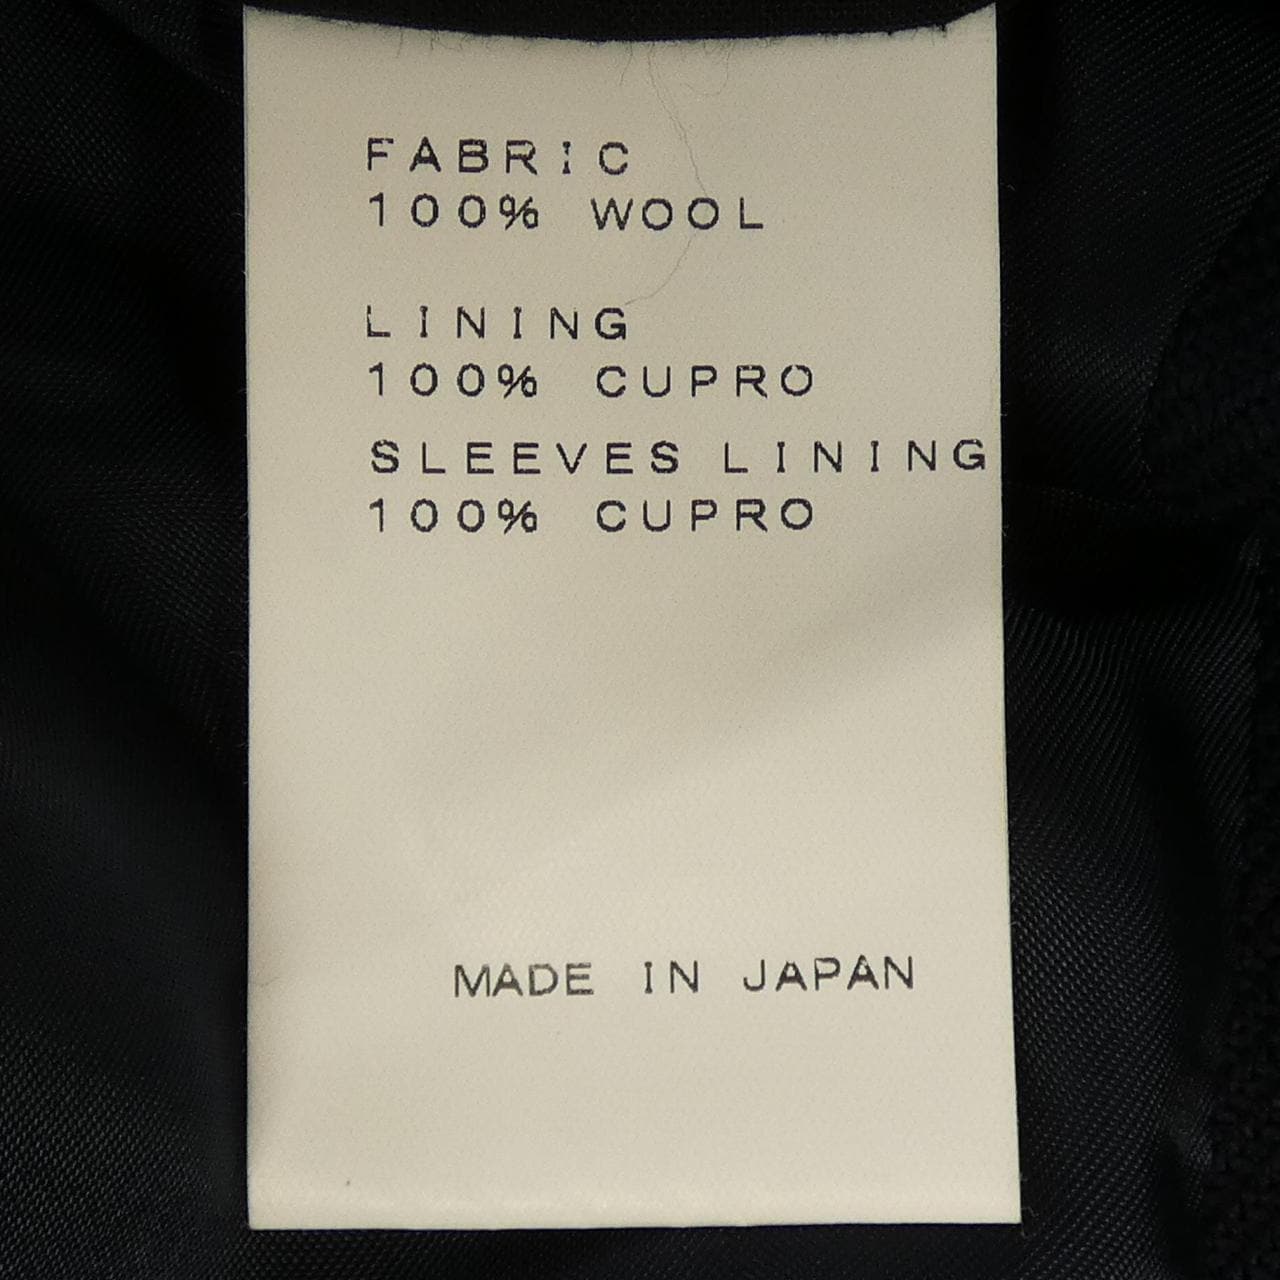 FABRIC
100% WOOL
LINING
100% CUPRO
SLEEVES LINING
100% CUPRO
MADE IN JAPAN